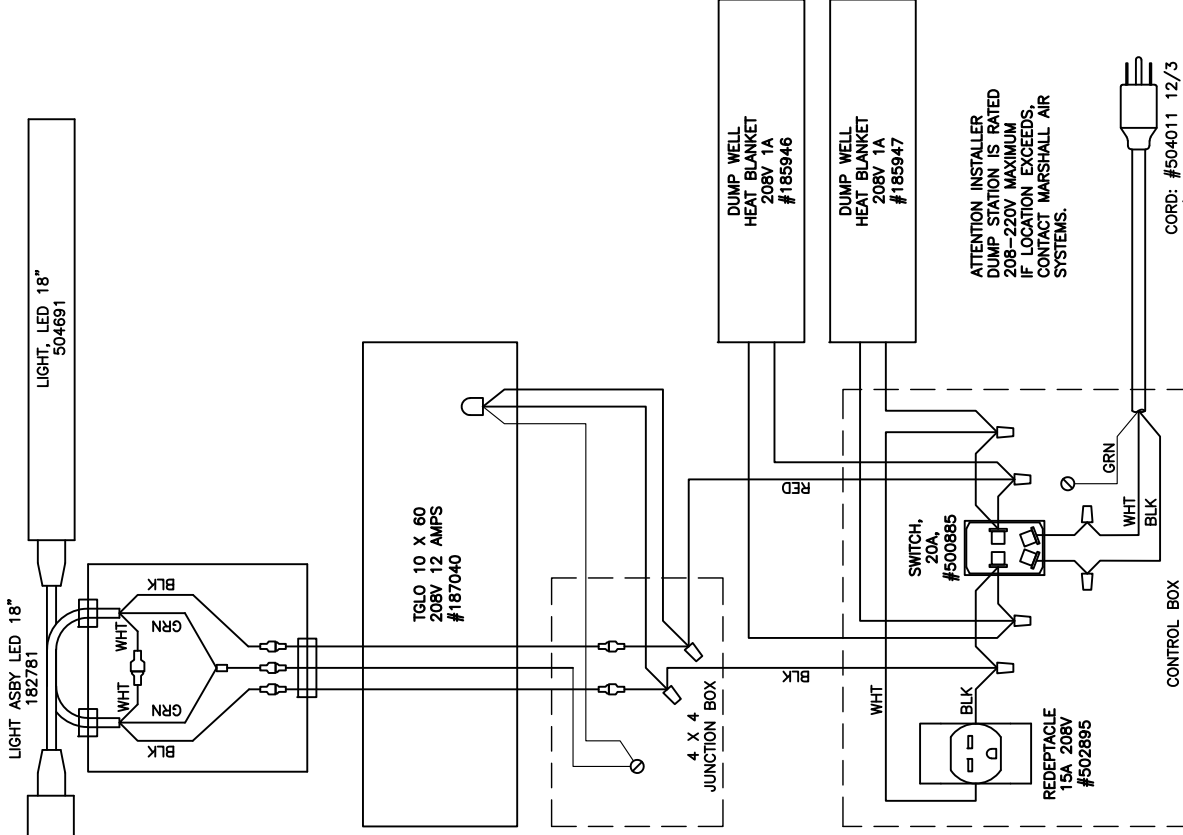 LIGHT, LED 18"
504691
LIGHT ASBY LED 18"
182781
BLK
WHT
GRN
WHT
GRN
BLK
TGLO 10 X 60
208V 12 AMPS
#187040
4 X 4
JUNCTION BOX
DUMP WELL
HEAT BLANKET
208V 1A
#185946
DUMP WELL
HEAT BLANKET
208V 1A
#185947
ATTENTION INSTALLER
DUMP STATION IS RATED
208-220V MAXIMUM
IF LOCATION EXCEEDS,
CONTACT MARSHALL AIR
SYSTEMS.
RED
BLK
WHT
BLK
SWITCH,
20A,
#500885
GRN
WHT
BLK
REDEPTACLE
15A 208V
#502895
CONTROL BOX
CORD: #504011 12/3